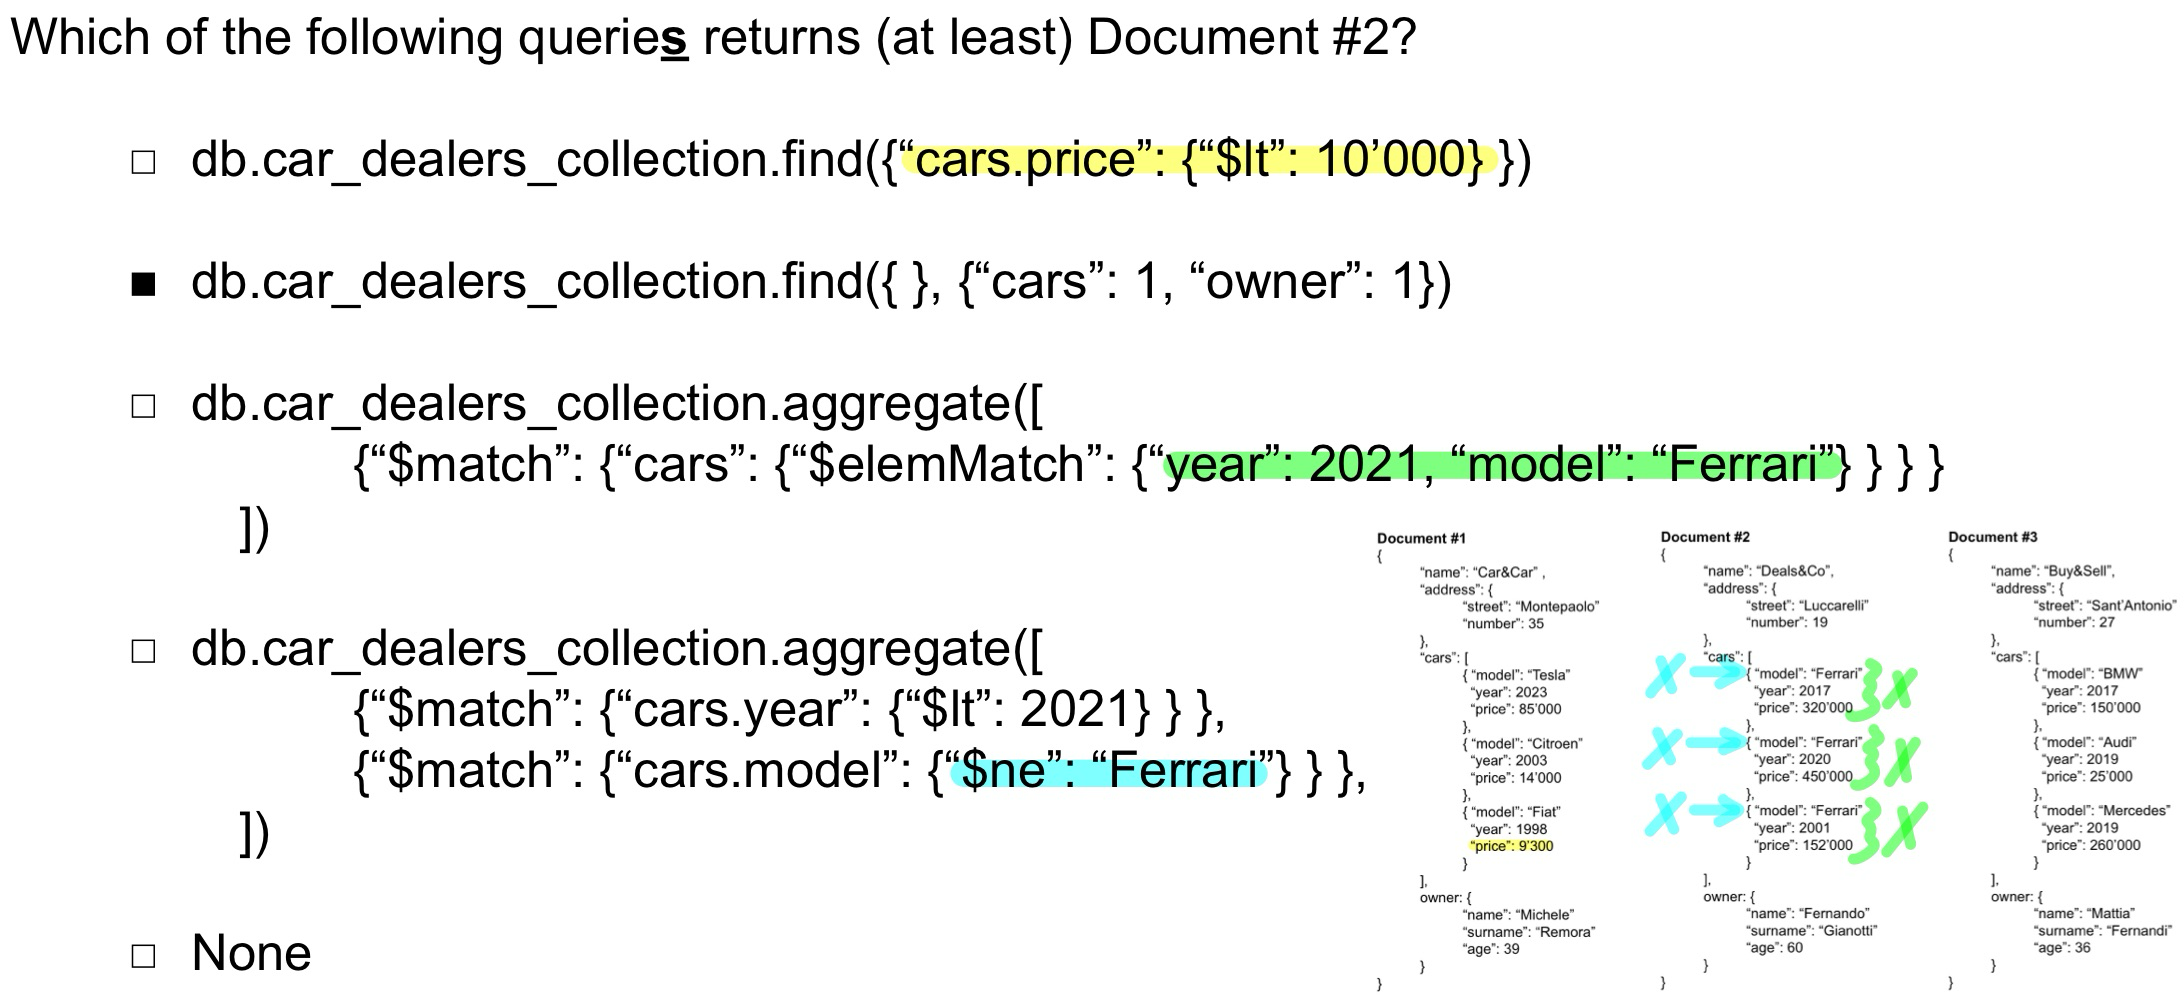 Which of the following queries returns (at least) Document #2?
□ db.car_dealers_collection.find({“cars.price”: {“$lt”: 10’000} })
■ db.car_dealers_collection.find({ }, {“cars”: 1, “owner”: 1})
□ db.car_dealers_collection.aggregate([
{“$match”: {“cars”: {“$elemMatch”: {“year”: 2021, “model”: “Ferrari”} } } }
])
□ db.car_dealers_collection.aggregate([
{“$match”: {“cars.year”: {“$lt”: 2021} } },
{“$match”: {“cars.model”: {“$ne”: “Ferrari”} } },
])
□ None
Document #1
{
“name”: “Car&Car” ,
“address”: {
“street”: “Montepaolo”
“number”: 35
},
“cars”: [
{ “model”: “Tesla”
“year”: 2023
“price”: 85’000
},
{ “model”: “Citroen”
“year”: 2003
“price”: 14’000
},
{ “model”: “Fiat”
“year”: 1998
“price”: 9’300
}
],
owner: {
“name”: “Michele”
“surname”: “Remora”
“age”: 39
}
}
Document #2
{
“name”: “Deals&Co”,
“address”: {
“street”: “Luccarelli”
“number”: 19
},
“cars”: [
{ “model”: “Ferrari”
“year”: 2017
“price”: 320’000
},
{ “model”: “Ferrari”
“year”: 2020
“price”: 450’000
},
{ “model”: “Ferrari”
“year”: 2001
“price”: 152’000
}
],
owner: {
“name”: “Fernando”
“surname”: “Gianotti”
“age”: 60
}
}
Document #3
{
“name”: “Buy&Sell”,
“address”: {
“street”: “Sant’Antonio”
“number”: 27
},
“cars”: [
{ “model”: “BMW”
“year”: 2017
“price”: 150’000
},
{ “model”: “Audi”
“year”: 2019
“price”: 25’000
},
{ “model”: “Mercedes”
“year”: 2019
“price”: 260’000
}
],
owner: {
“name”: “Mattia”
“surname”: “Fernandi”
“age”: 36
}
}